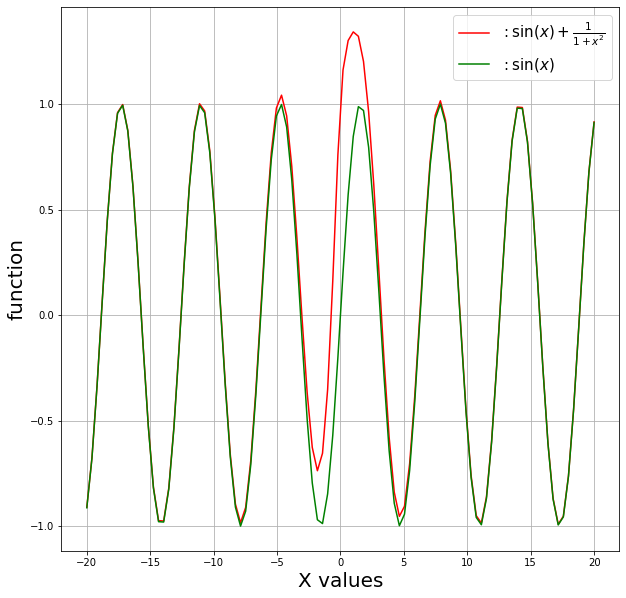 : sin(x) + 1/(1+x²)
: sin(x)
1.0
0.5
0.0
−0.5
−1.0
function
−20 −15 −10 −5 0 5 10 15 20
X values